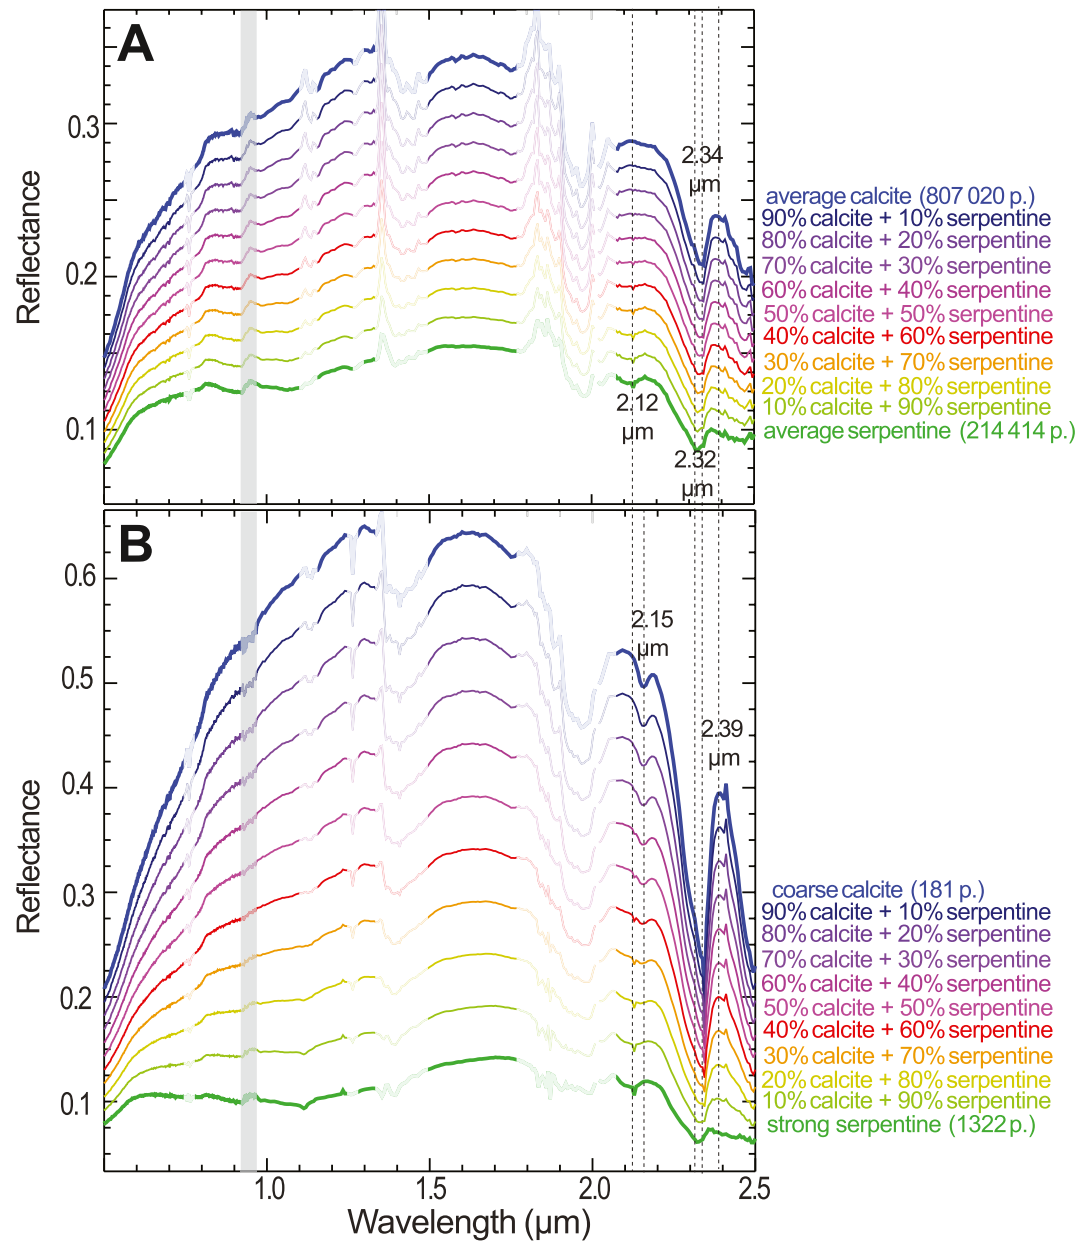 A
0.3
0.2
0.1
Reflectance
2.34
µm
2.12
µm
2.32
µm
average calcite (807 020 p.)
90% calcite + 10% serpentine
80% calcite + 20% serpentine
70% calcite + 30% serpentine
60% calcite + 40% serpentine
50% calcite + 50% serpentine
40% calcite + 60% serpentine
30% calcite + 70% serpentine
20% calcite + 80% serpentine
10% calcite + 90% serpentine
average serpentine (214 414 p.)
B
0.6
0.5
0.4
0.3
0.2
0.1
Reflectance
2.15
µm
2.39
µm
coarse calcite (181 p.)
90% calcite + 10% serpentine
80% calcite + 20% serpentine
70% calcite + 30% serpentine
60% calcite + 40% serpentine
50% calcite + 50% serpentine
40% calcite + 60% serpentine
30% calcite + 70% serpentine
20% calcite + 80% serpentine
10% calcite + 90% serpentine
strong serpentine (1322 p.)
1.0 1.5 2.0 2.5
Wavelength (µm)